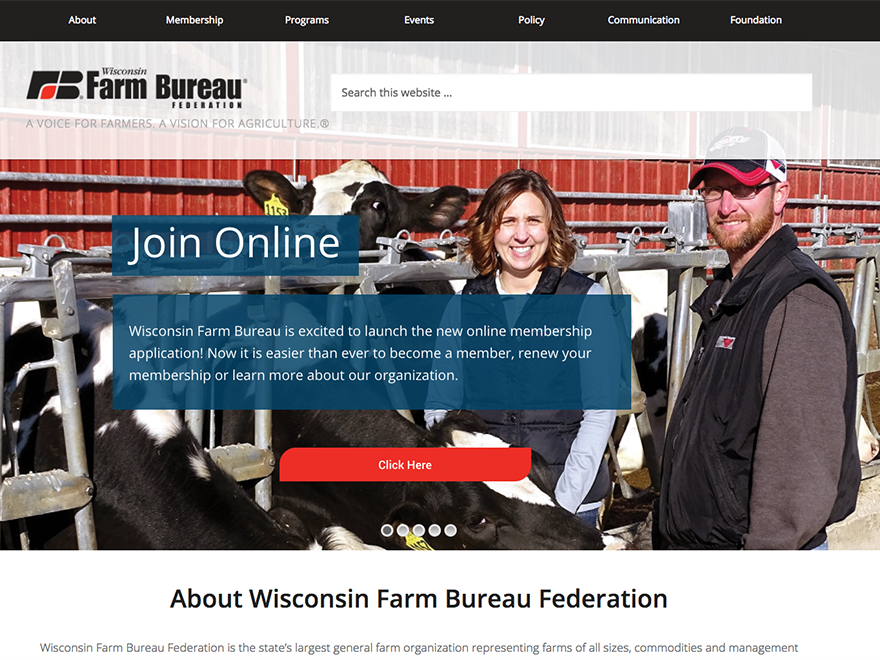 About Membership Programs Events Policy Communication Foundation
Wisconsin
FB Farm Bureau®
FEDERATION
Search this website ...
A VOICE FOR FARMERS. A VISION FOR AGRICULTURE.®
1153
Join Online
Wisconsin Farm Bureau is excited to launch the new online membership
application! Now it is easier than ever to become a member, renew your
membership or learn more about our organization.
Click Here
About Wisconsin Farm Bureau Federation
Wisconsin Farm Bureau Federation is the state’s largest general farm organization representing farms of all sizes, commodities and management